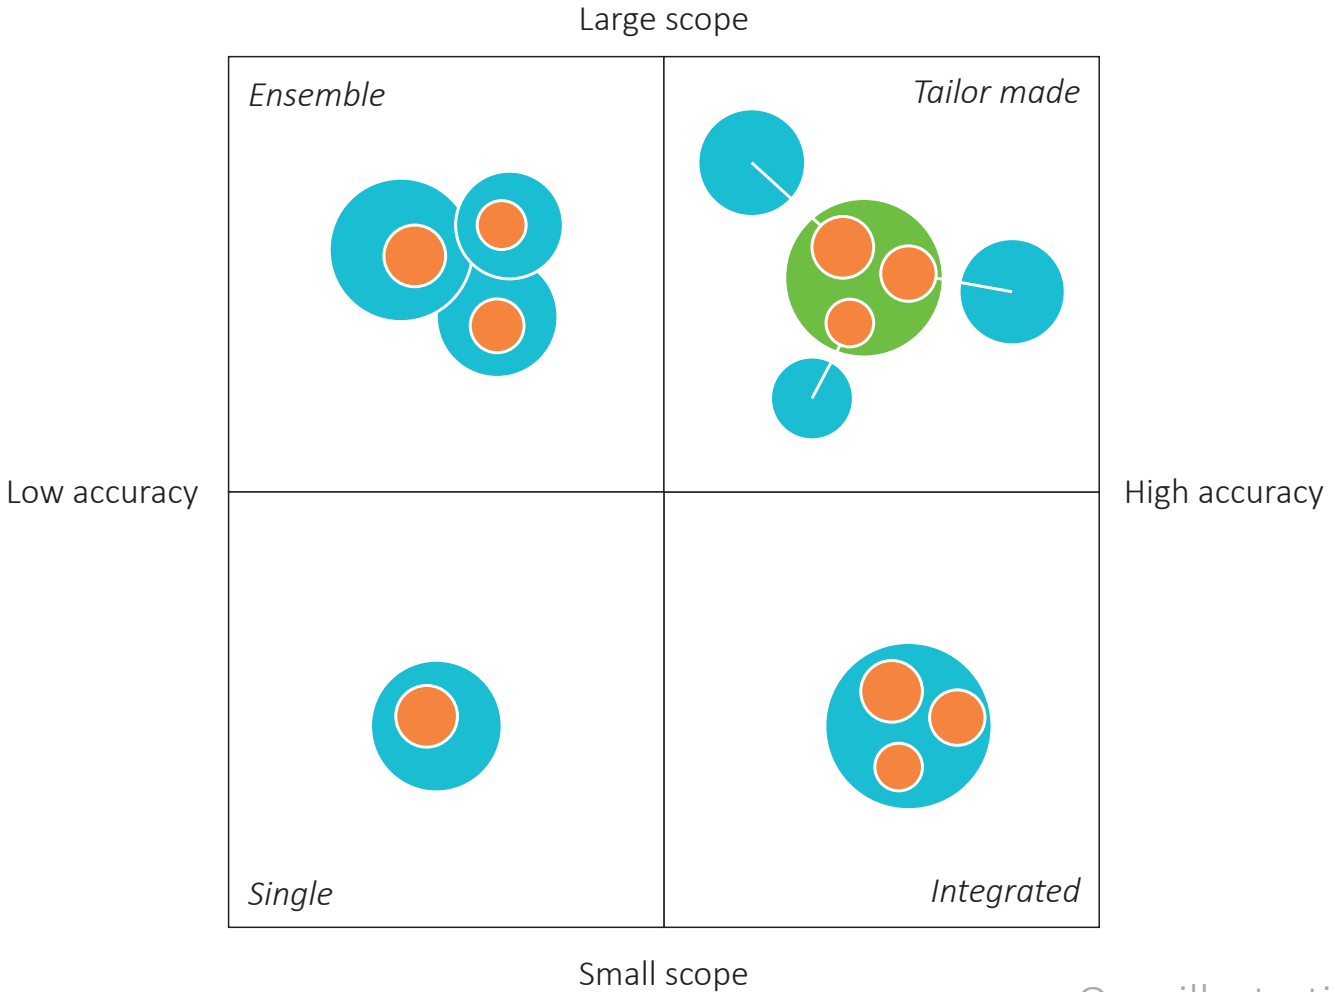 Large scope
Ensemble
Tailor made
Low accuracy
High accuracy
Single
Integrated
Small scope